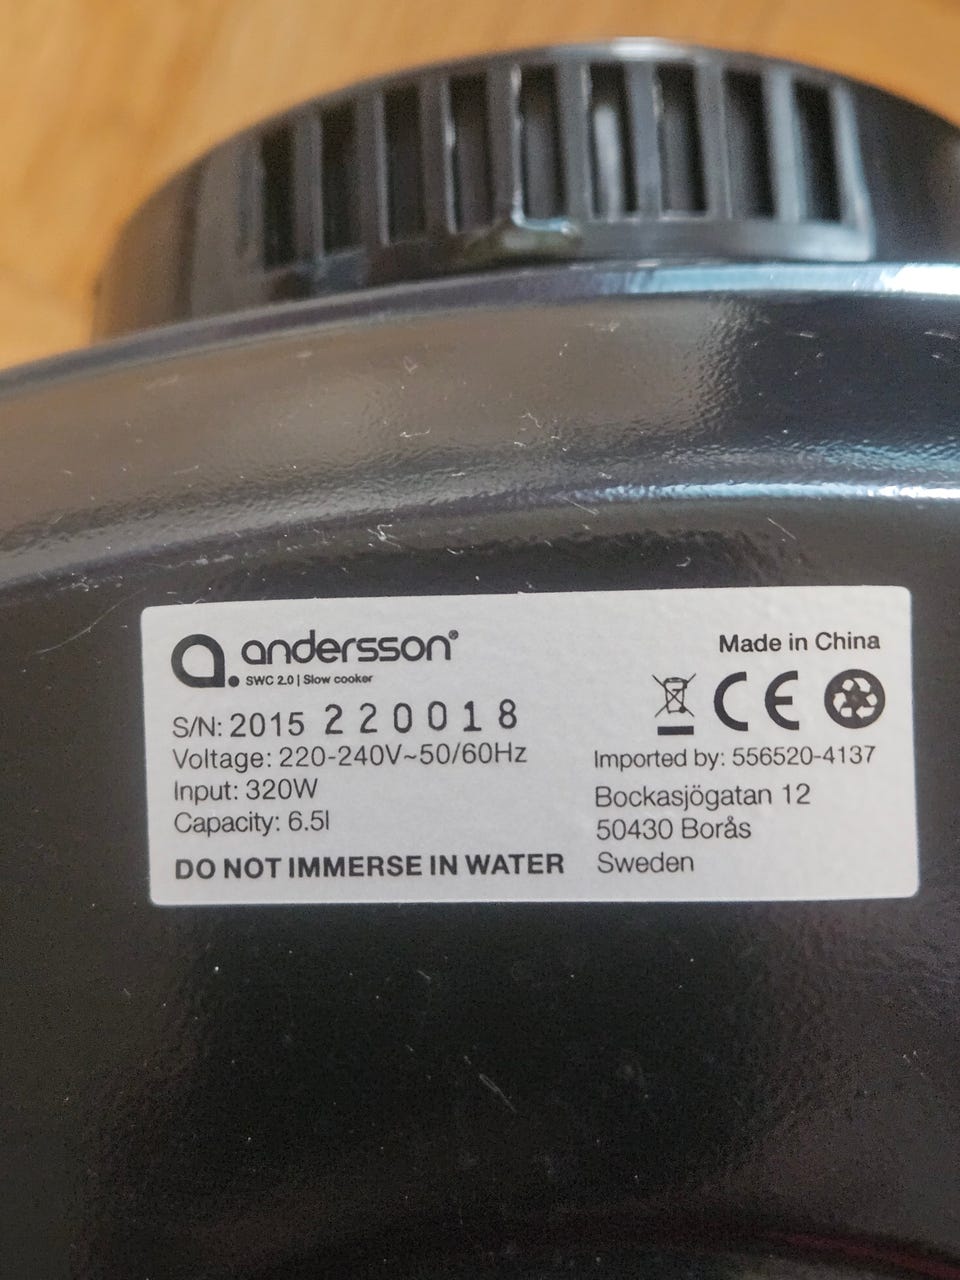 andersson®
SWC 2.0 | Slow cooker
S/N: 2015 220018
Voltage: 220-240V~50/60Hz
Input: 320W
Capacity: 6.5l
DO NOT IMMERSE IN WATER
Made in China
CE
Imported by: 556520-4137
Bockasjögatan 12
50430 Borås
Sweden